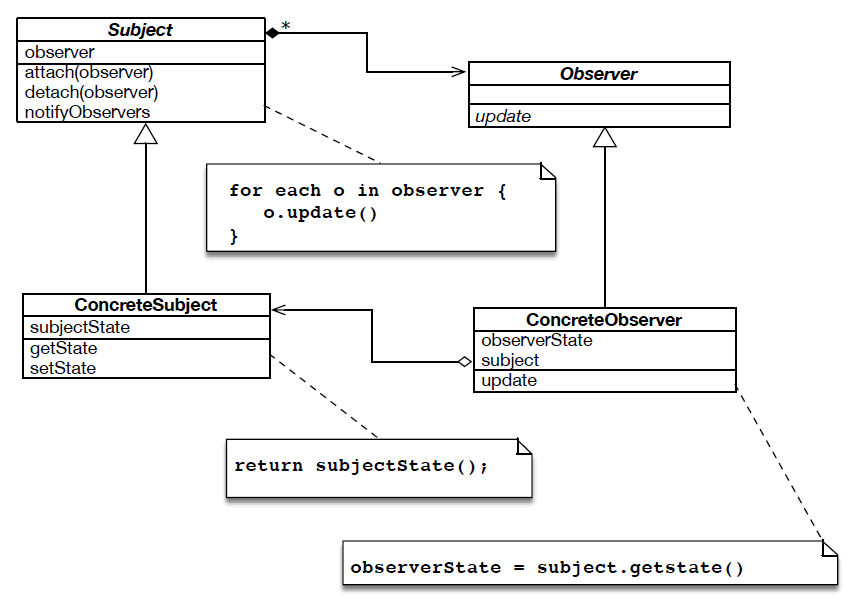 Subject
*
observer
attach(observer)
detach(observer)
notifyObservers
Observer
update
for each o in observer {
o.update()
}
ConcreteSubject
subjectState
getState
setState
ConcreteObserver
observerState
subject
update
return subjectState();
observerState = subject.getstate()